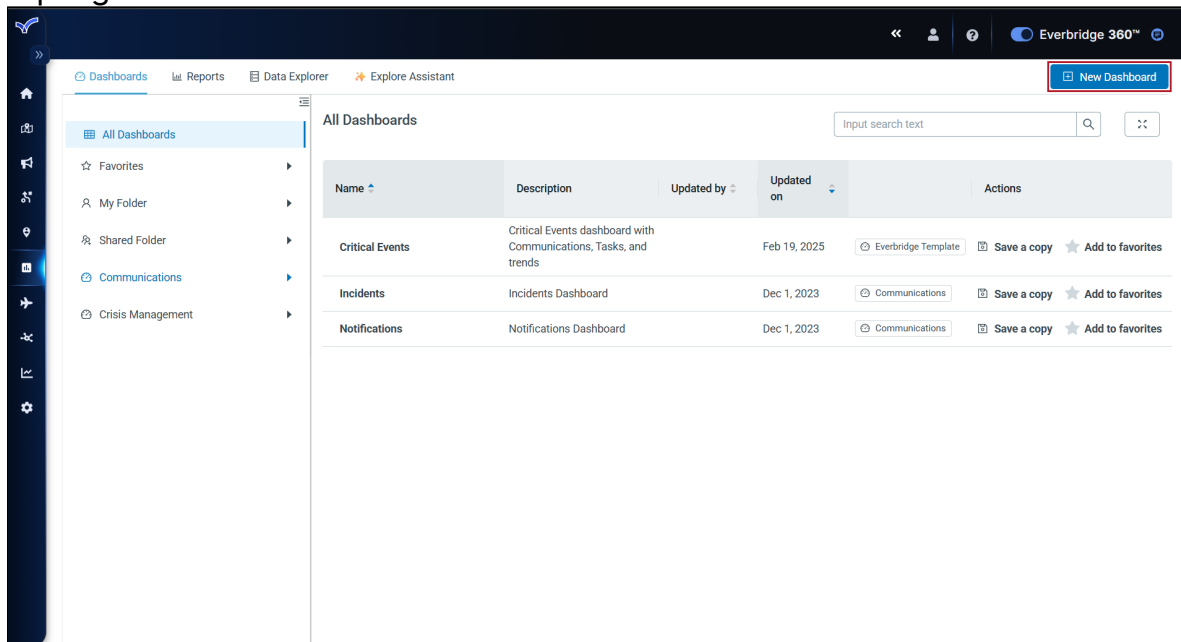 Everbridge 360™
Dashboards
Reports
Data Explorer
Explore Assistant
New Dashboard
All Dashboards
Favorites
My Folder
Shared Folder
Communications
Crisis Management
All Dashboards
Input search text
Name
Description
Updated by
Updated
on
Actions
Critical Events
Critical Events dashboard with
Communications, Tasks, and
trends
Feb 19, 2025
Everbridge Template
Save a copy
Add to favorites
Incidents
Incidents Dashboard
Dec 1, 2023
Communications
Save a copy
Add to favorites
Notifications
Notifications Dashboard
Dec 1, 2023
Communications
Save a copy
Add to favorites